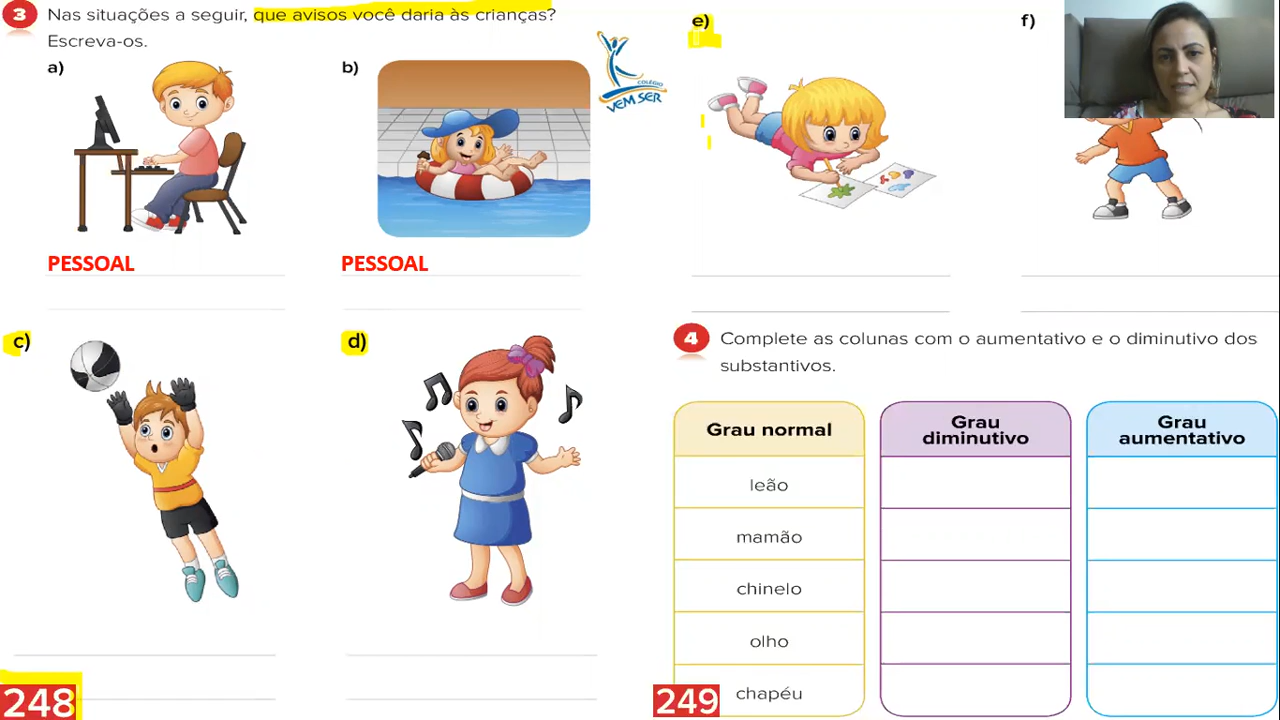 3 Nas situações a seguir, que avisos você daria às crianças?
Escreva-os.
a)
b)
COLÉGIO
VEM SER
PESSOAL
PESSOAL
c)
d)
248
e)
f)
4 Complete as colunas com o aumentativo e o diminutivo dos
substantivos.
Grau normal
Grau
diminutivo
Grau
aumentativo
leão
mamão
chinelo
olho
chapéu
249